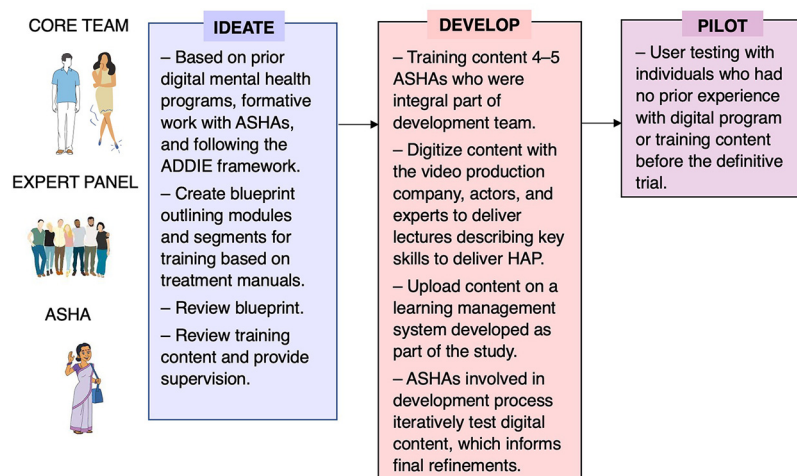 CORE TEAM
EXPERT PANEL
ASHA
IDEATE
– Based on prior
digital mental health
programs, formative
work with ASHAs,
and following the
ADDIE framework.
– Create blueprint
outlining modules
and segments for
training based on
treatment manuals.
– Review blueprint.
– Review training
content and provide
supervision.
DEVELOP
– Training content 4–5
ASHAs who were
integral part of
development team.
– Digitize content with
the video production
company, actors, and
experts to deliver
lectures describing key
skills to deliver HAP.
– Upload content on a
learning management
system developed as
part of the study.
– ASHAs involved in
development process
iteratively test digital
content, which informs
final refinements.
PILOT
– User testing with
individuals who had
no prior experience
with digital program
or training content
before the definitive
trial.